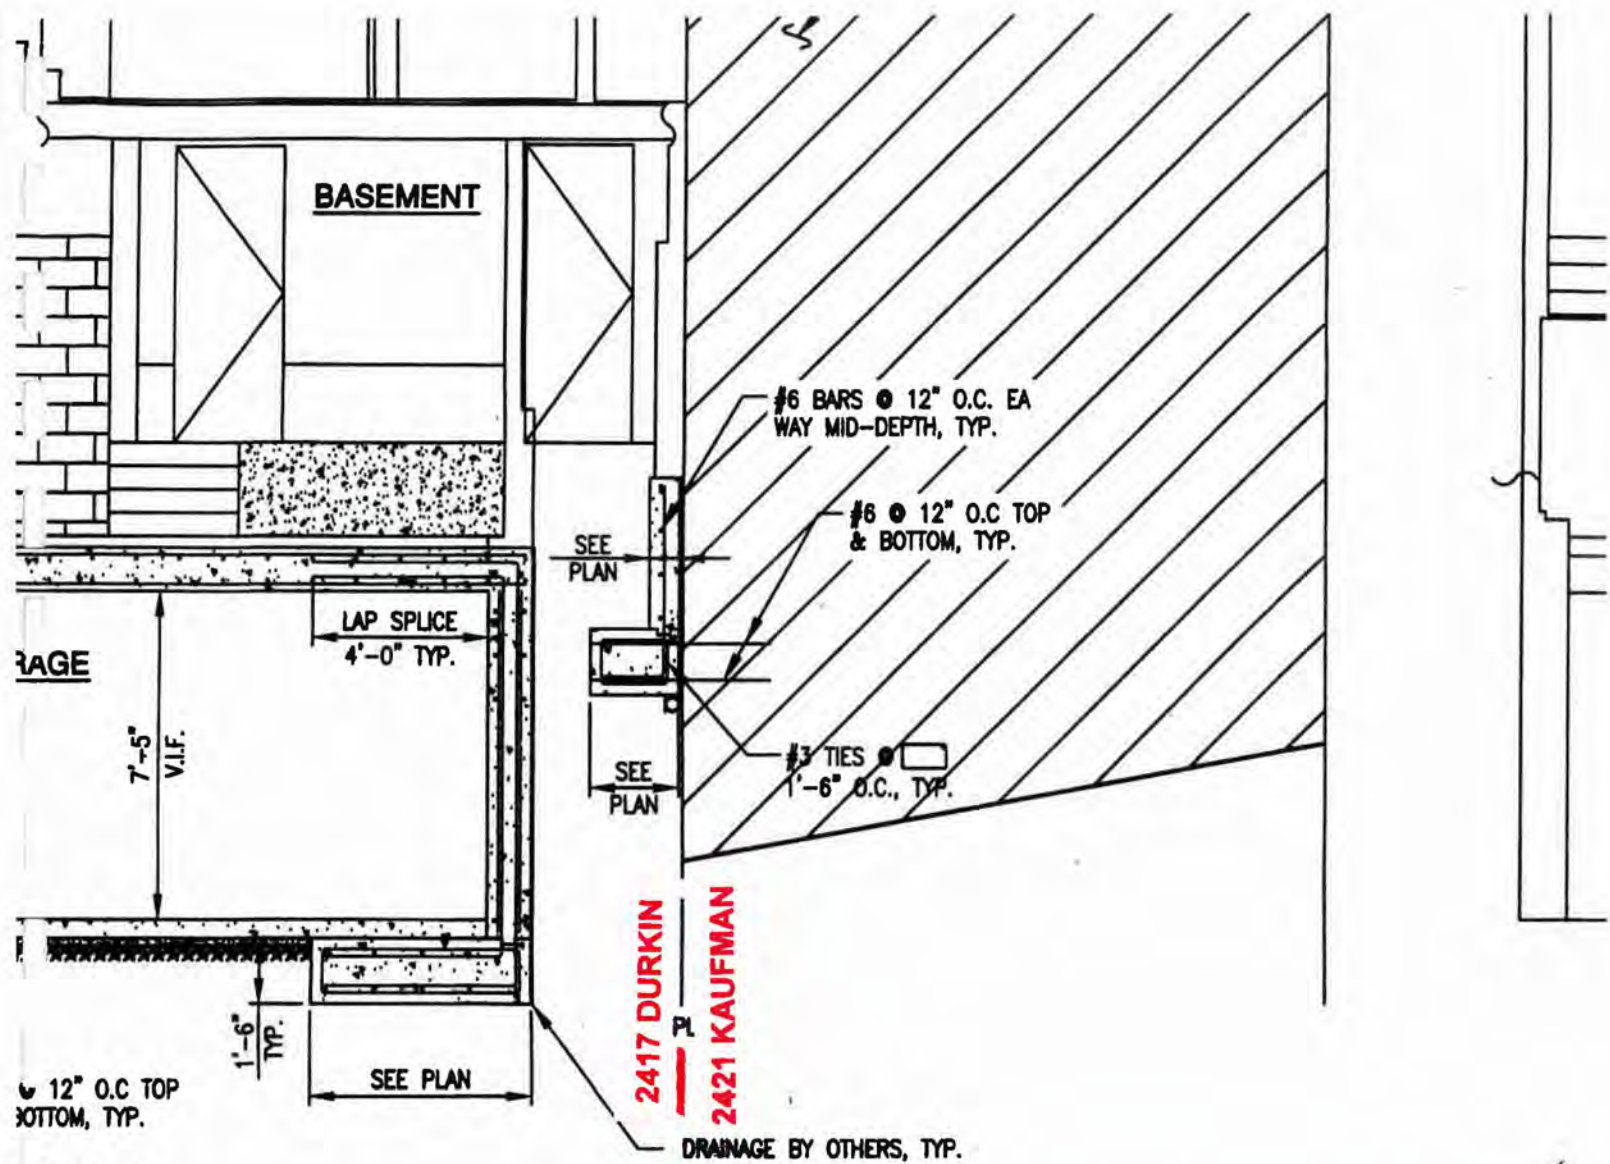 BASEMENT
#6 BARS @ 12" O.C. EA
WAY MID-DEPTH, TYP.
#6 @ 12" O.C TOP
& BOTTOM, TYP.
SEE
PLAN
LAP SPLICE
4'-0" TYP.
RAGE
7'-5"
V.I.F.
#3 TIES @
1'-6" O.C., TYP.
SEE
PLAN
2417 DURKIN
PL
2421 KAUFMAN
1'-6"
TYP.
SEE PLAN
12" O.C TOP
BOTTOM, TYP.
DRAINAGE BY OTHERS, TYP.